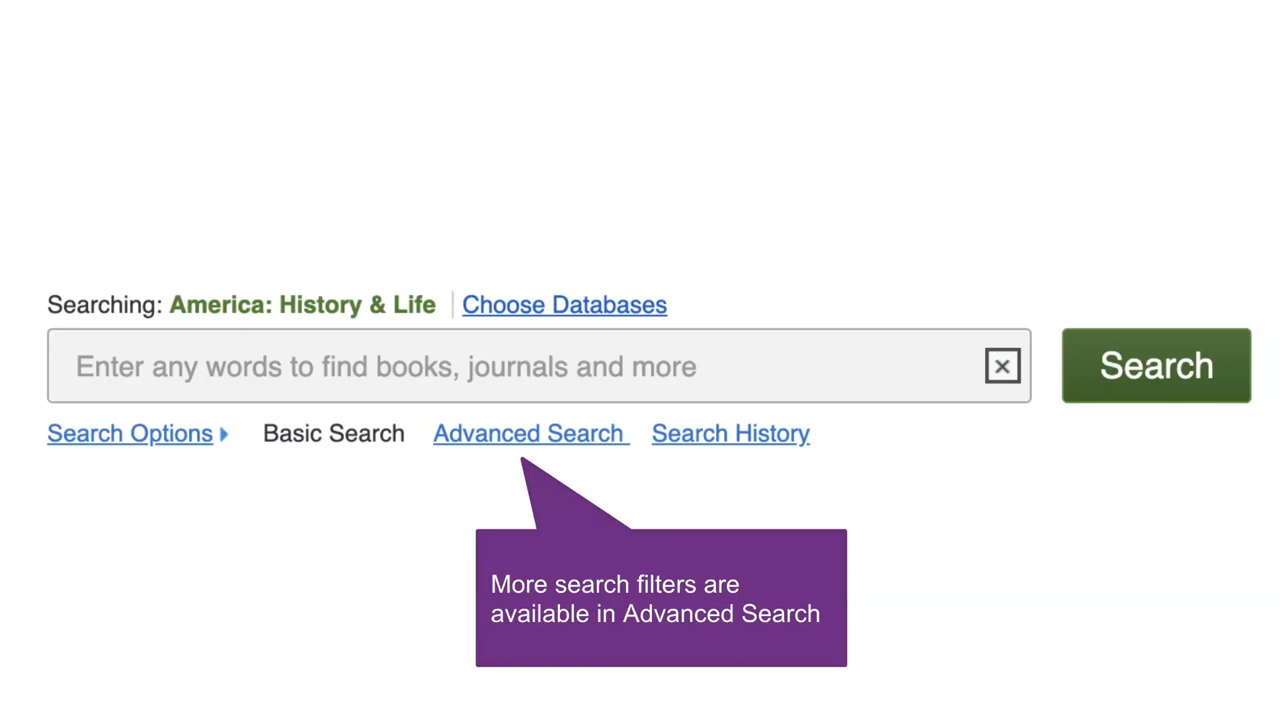 Searching: America: History & Life Choose Databases
Enter any words to find books, journals and more
Search
Search Options Basic Search Advanced Search Search History
More search filters are
available in Advanced Search